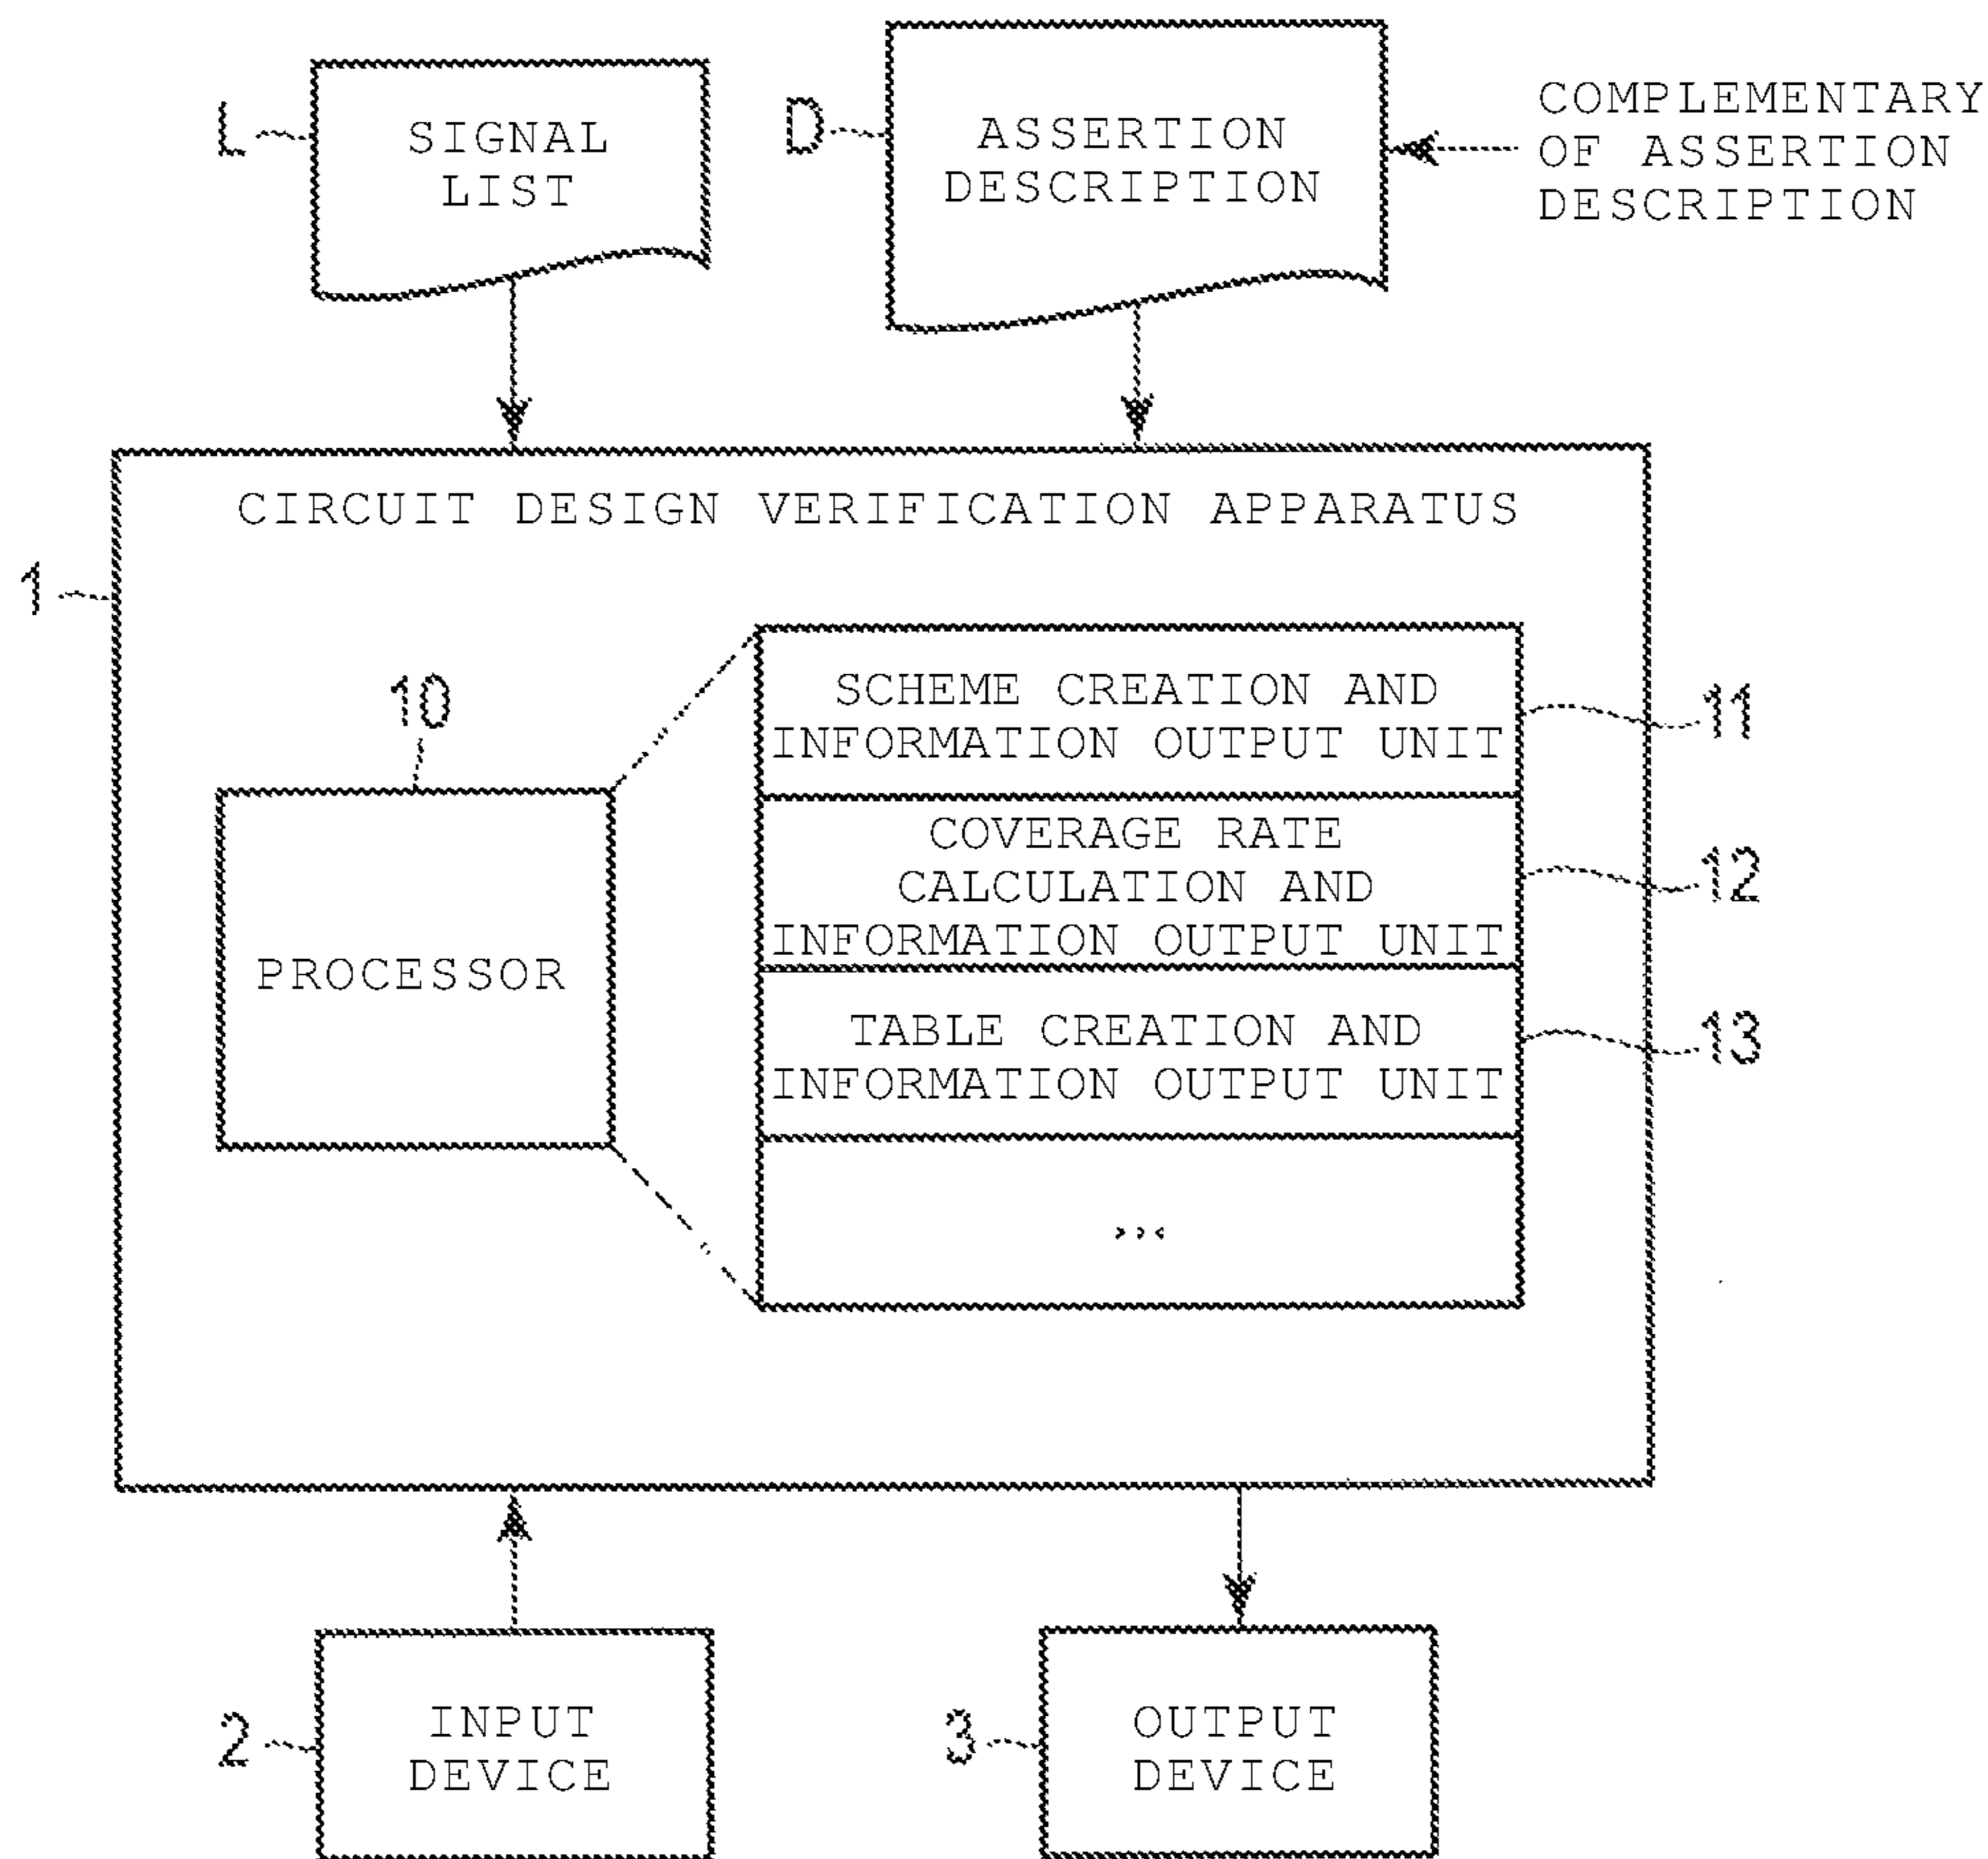 L
SIGNAL
LIST
D
ASSERTION
DESCRIPTION
COMPLEMENTARY
OF ASSERTION
DESCRIPTION
CIRCUIT DESIGN VERIFICATION APPARATUS
1
10
PROCESSOR
SCHEME CREATION AND
INFORMATION OUTPUT UNIT
11
COVERAGE RATE
CALCULATION AND
INFORMATION OUTPUT UNIT
12
TABLE CREATION AND
INFORMATION OUTPUT UNIT
13
...
2
INPUT
DEVICE
3
OUTPUT
DEVICE